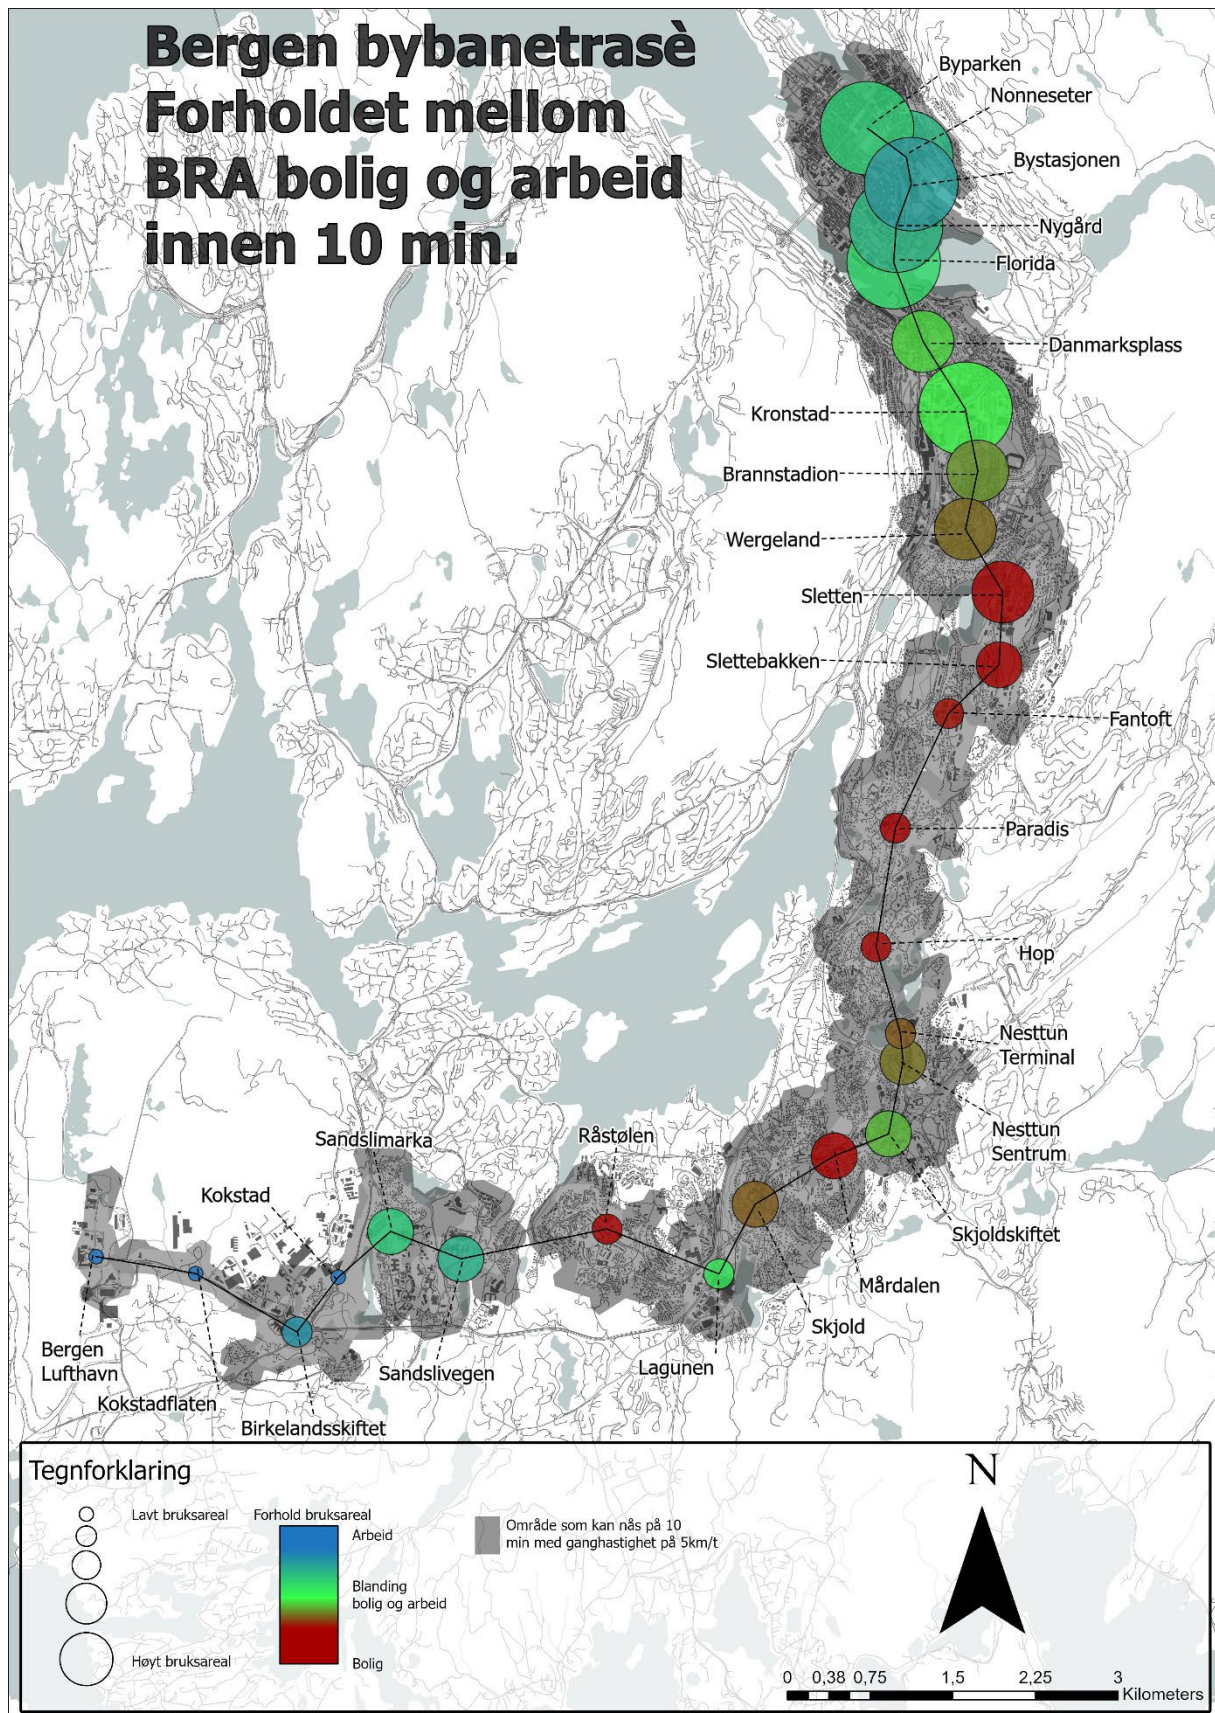 Bergen bybanetrasè
Forholdet mellom
BRA bolig og arbeid
innen 10 min.
Byparken
Nonneseter
Bystasjonen
Nygård
Florida
Danmarksplass
Kronstad
Brannstadion
Wergeland
Sletten
Slettebakken
Fantoft
Paradis
Hop
Nesttun
Terminal
Nesttun
Sentrum
Skjoldskiftet
Mårdalen
Skjold
Lagunen
Råstølen
Sandslimarka
Sandslivegen
Kokstad
Birkelandsskiftet
Kokstadflaten
Bergen
Lufthavn
Tegnforklaring
Lavt bruksareal
Høyt bruksareal
Forhold bruksareal
Arbeid
Blanding
bolig og arbeid
Bolig
Område som kan nås på 10
min med ganghastighet på 5km/t
N
0 0,38 0,75 1,5 2,25 3
Kilometers